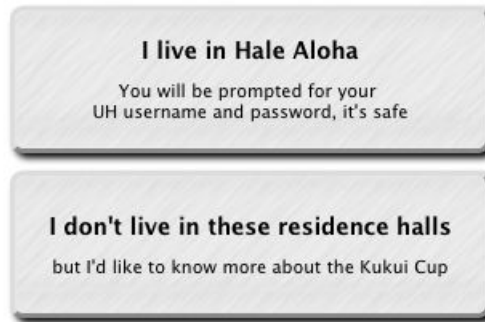 I live in Hale Aloha
You will be prompted for your
UH username and password, it's safe
I don't live in these residence halls
but I'd like to know more about the Kukui Cup